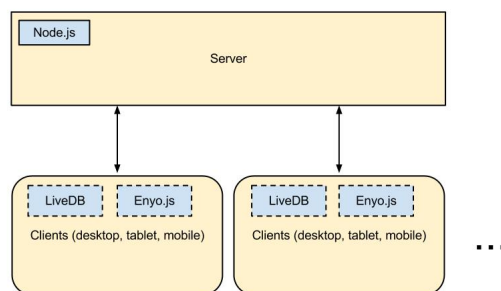 Node.js
Server
LiveDB Enyo.js
Clients (desktop, tablet, mobile)
LiveDB Enyo.js
Clients (desktop, tablet, mobile)
...